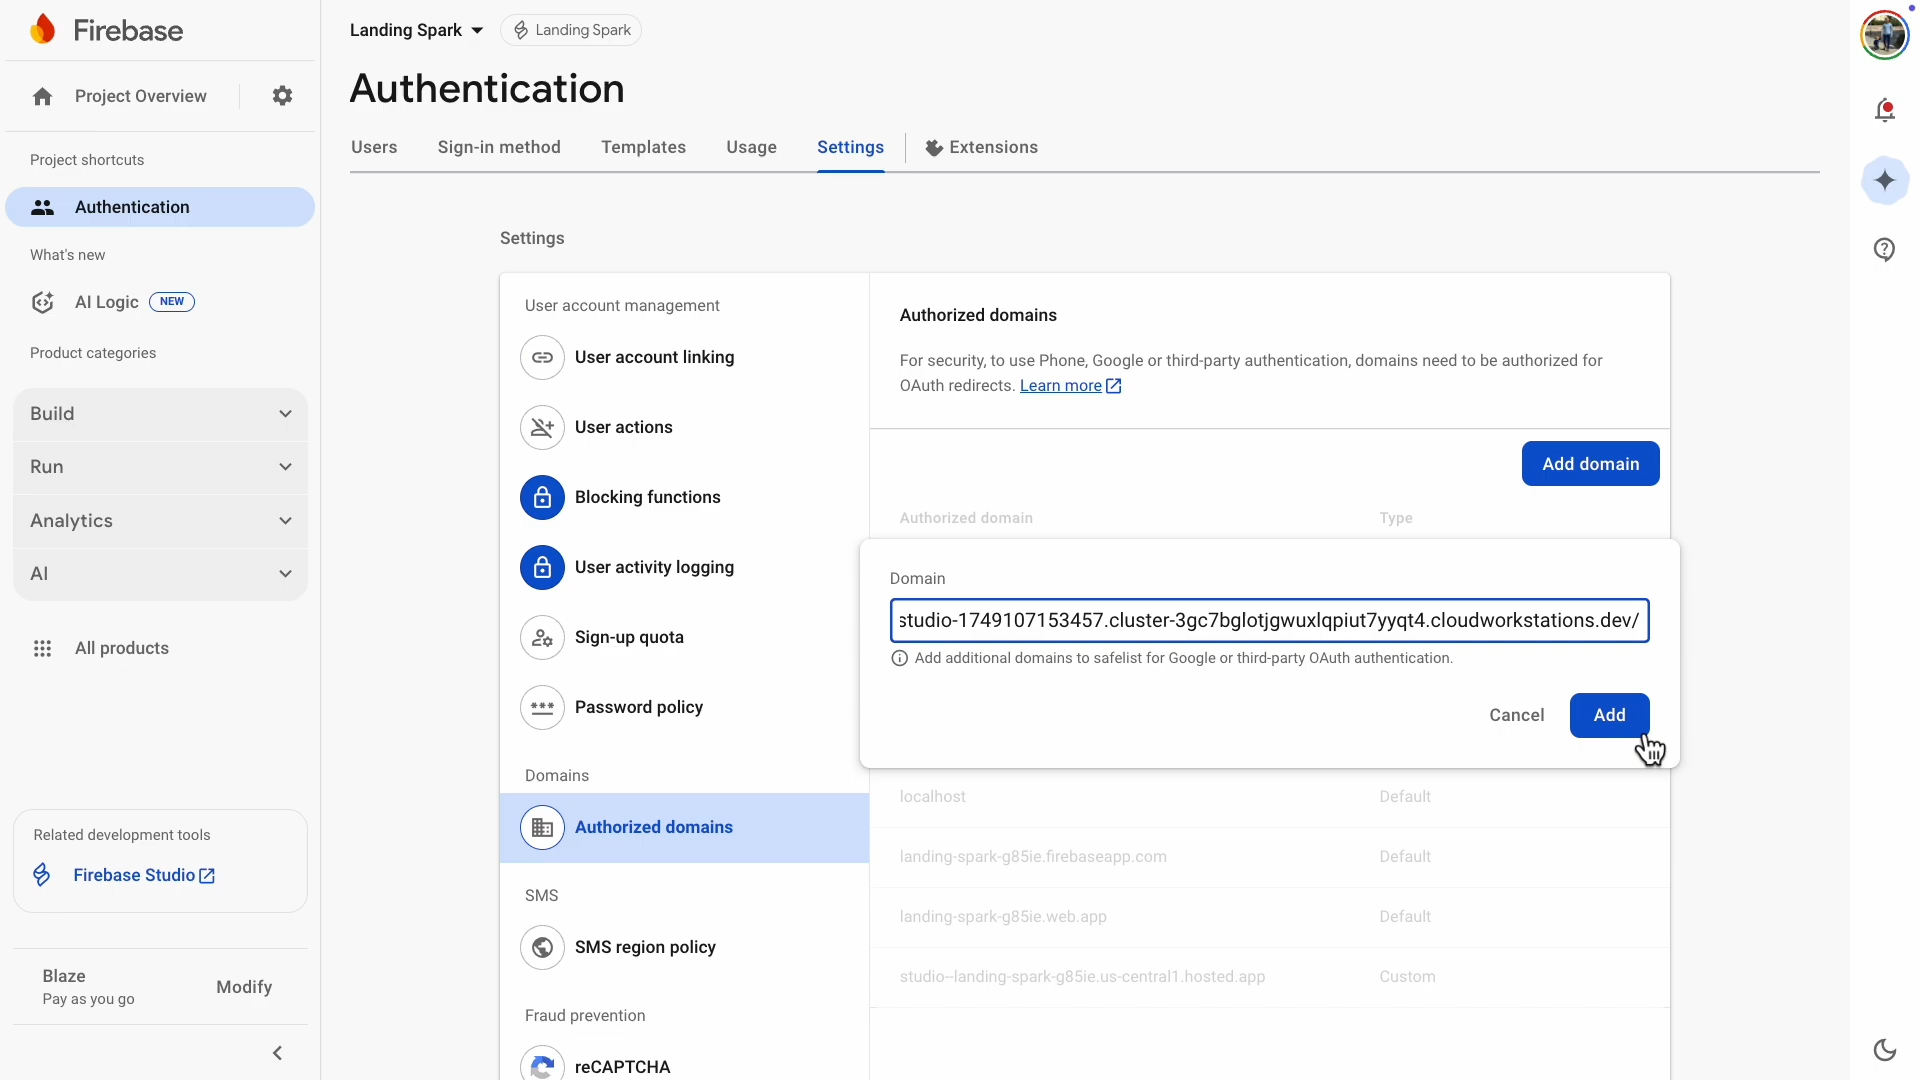 Firebase
Project Overview
Project shortcuts
Authentication
What's new
AI Logic NEW
Product categories
Build
Run
Analytics
AI
All products
Related development tools
Firebase Studio
Blaze
Pay as you go
Modify
Landing Spark
Landing Spark
Authentication
Users Sign-in method Templates Usage Settings Extensions
Settings
User account management
User account linking
User actions
Blocking functions
User activity logging
Sign-up quota
Password policy
Domains
Authorized domains
SMS
SMS region policy
Fraud prevention
reCAPTCHA
Authorized domains
For security, to use Phone, Google or third-party authentication, domains need to be authorized for
OAuth redirects. Learn more
Add domain
Authorized domain Type
Domain
studio-1749107153457.cluster-3gc7bglotjgwuxlqpiut7yyqt4.cloudworkstations.dev/
Add additional domains to safelist for Google or third-party OAuth authentication.
Cancel Add
localhost Default
landing-spark-g85ie.firebaseapp.com Default
landing-spark-g85ie.web.app Default
studio--landing-spark-g85ie.us-central1.hosted.app Custom